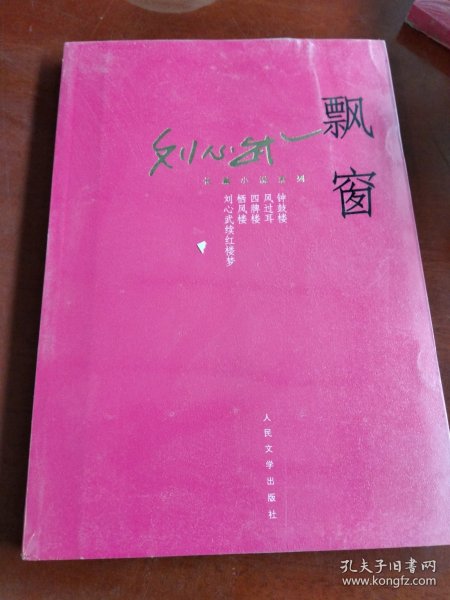 飘窗
刘心武
长篇小说系列
钟鼓楼
风过耳
四牌楼
栖凤楼
刘心武续红楼梦
人民文学出版社
孔夫子旧书网
www.kongfz.com